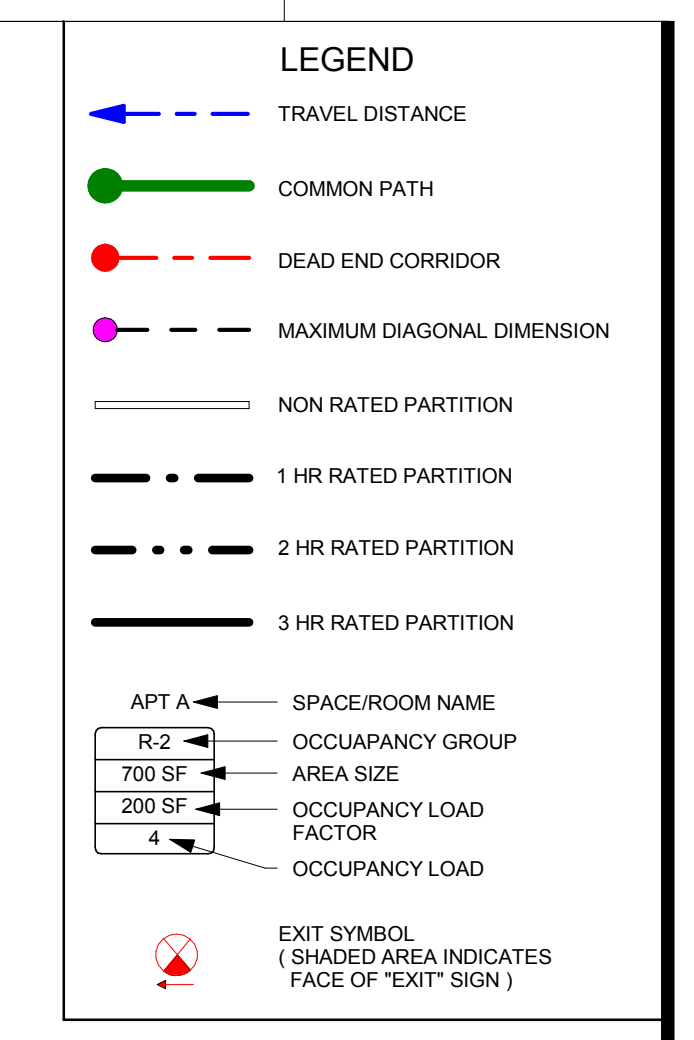 LEGEND
TRAVEL DISTANCE
COMMON PATH
DEAD END CORRIDOR
MAXIMUM DIAGONAL DIMENSION
NON RATED PARTITION
1 HR RATED PARTITION
2 HR RATED PARTITION
3 HR RATED PARTITION
APT A SPACE/ROOM NAME
R-2 OCCUAPANCY GROUP
700 SF AREA SIZE
200 SF OCCUPANCY LOAD
FACTOR
4 OCCUPANCY LOAD
EXIT SYMBOL
( SHADED AREA INDICATES
FACE OF "EXIT" SIGN )